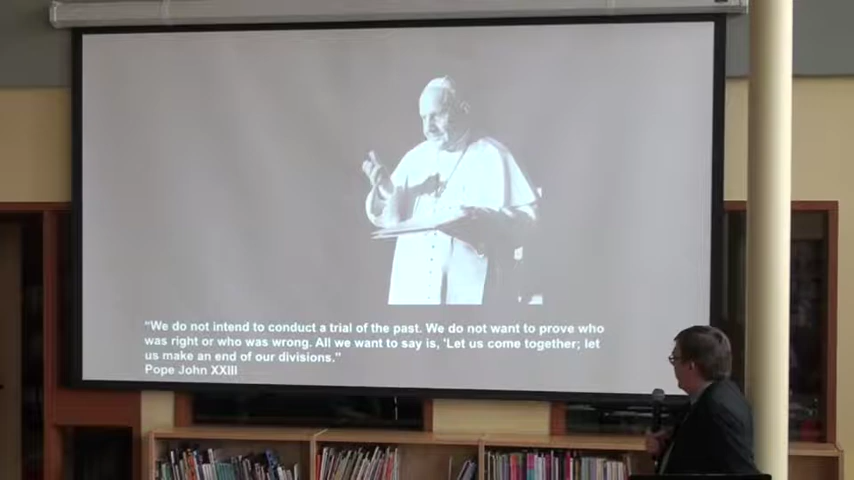 "We do not intend to conduct a trial of the past. We do not want to prove who
was right or who was wrong. All we want to say is, 'Let us come together; let
us make an end of our divisions."
Pope John XXIII